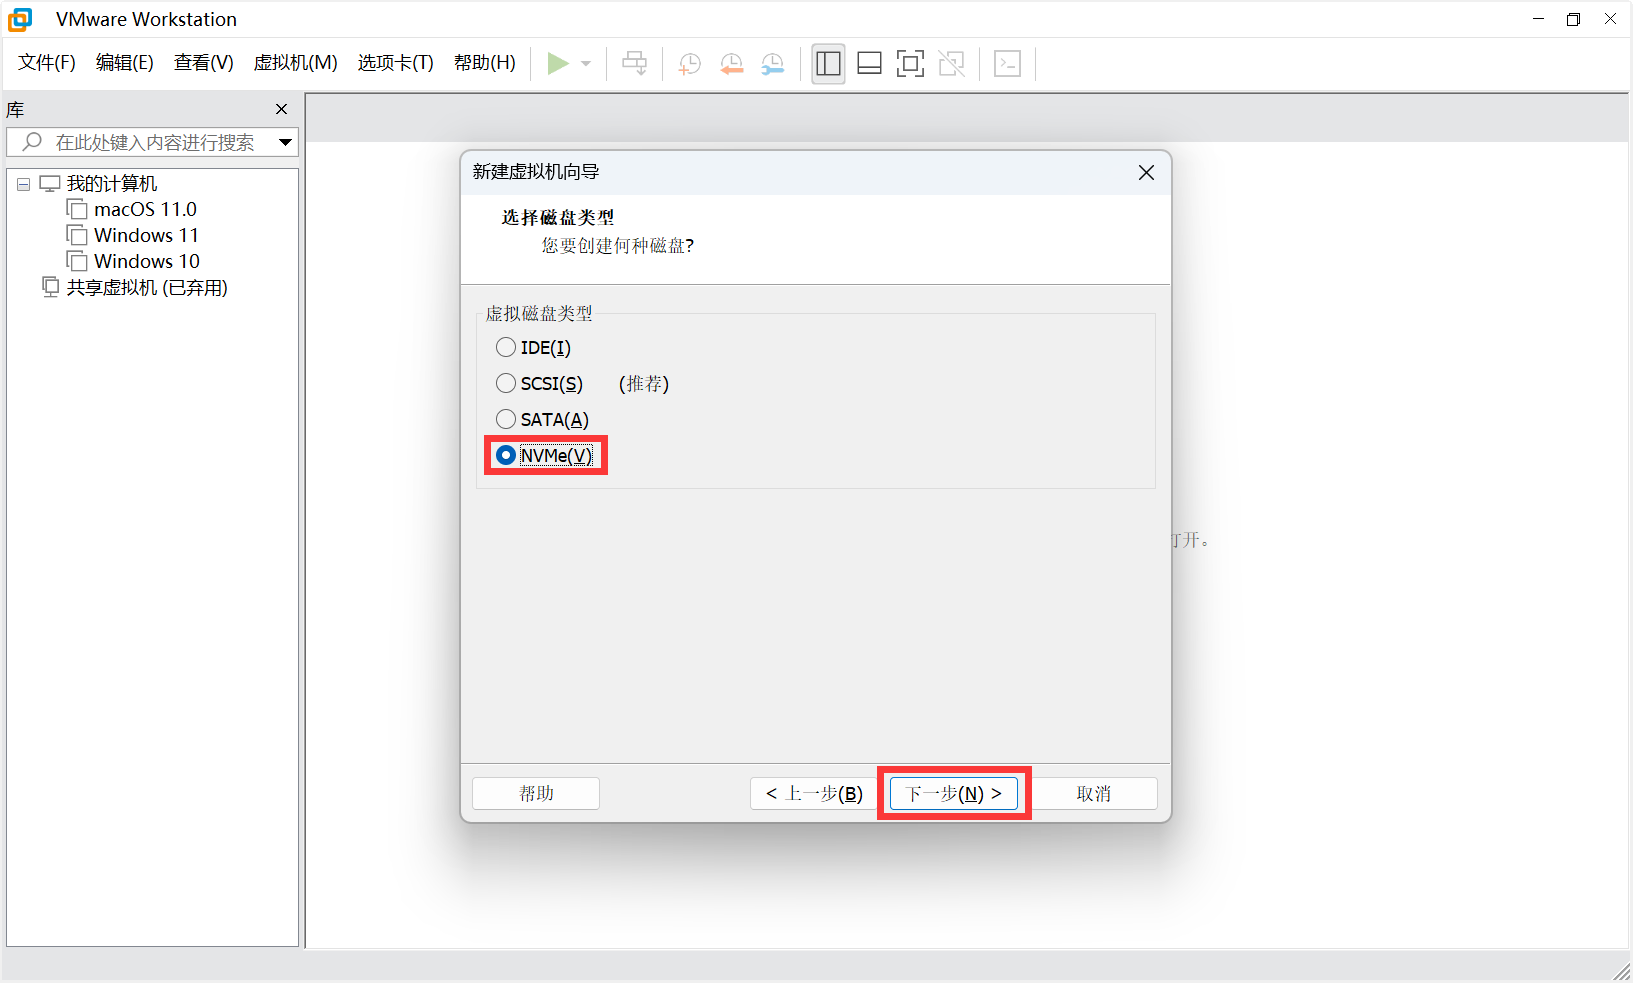 VMware Workstation
文件(F) 编辑(E) 查看(V) 虚拟机(M) 选项卡(T) 帮助(H)
库
在此处键入内容进行搜索
我的计算机
macOS 11.0
Windows 11
Windows 10
共享虚拟机 (已弃用)
新建虚拟机向导
选择磁盘类型
您要创建何种磁盘?
虚拟磁盘类型
IDE(I)
SCSI(S) (推荐)
SATA(A)
NVMe(V)
打开。
帮助 < 上一步(B) 下一步(N) > 取消